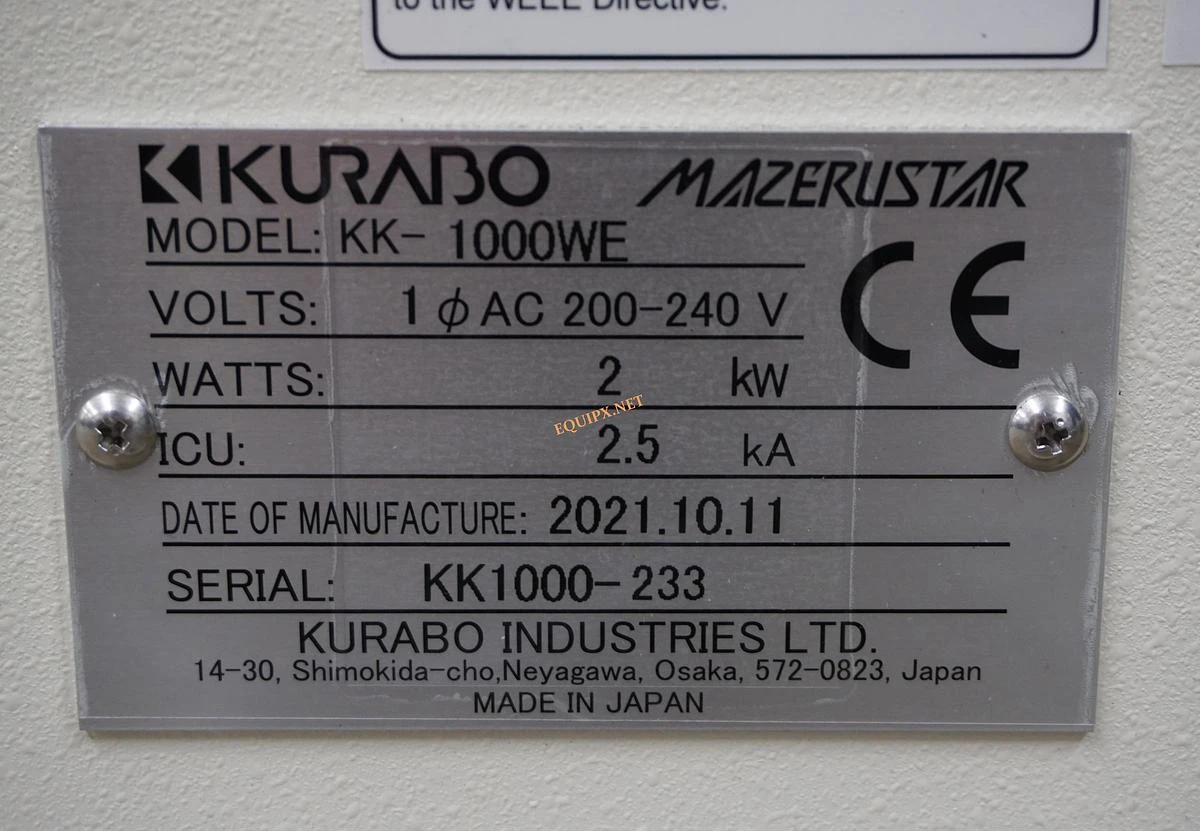 to the WEEE Directive.
KURABO MAZERUSTAR
MODEL: KK- 1000WE
CE
VOLTS: 1 φ AC 200-240 V
WATTS: 2 kW
EQUIPX.NET
ICU: 2.5 kA
DATE OF MANUFACTURE: 2021.10.11
SERIAL: KK1000-233
KURABO INDUSTRIES LTD.
14-30, Shimokida-cho,Neyagawa, Osaka, 572-0823, Japan
MADE IN JAPAN